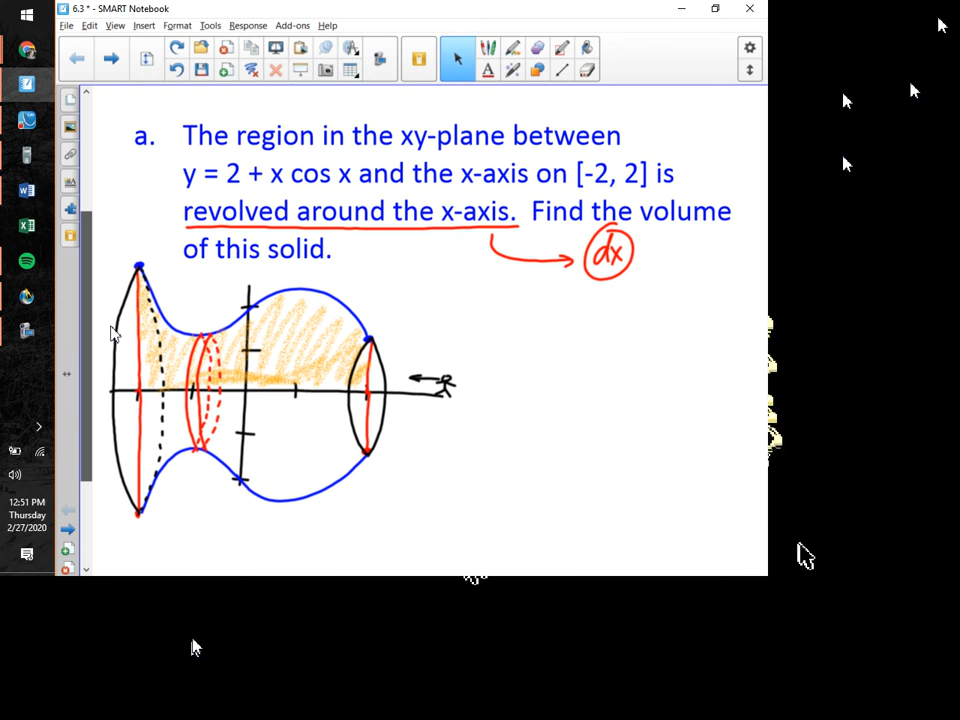 6.3 * - SMART Notebook
File Edit View Insert Format Tools Response Add-ons Help
a. The region in the xy-plane between
y = 2 + x cos x and the x-axis on [-2, 2] is
revolved around the x-axis. Find the volume
of this solid.
dx
12:51 PM
Thursday
2/27/2020